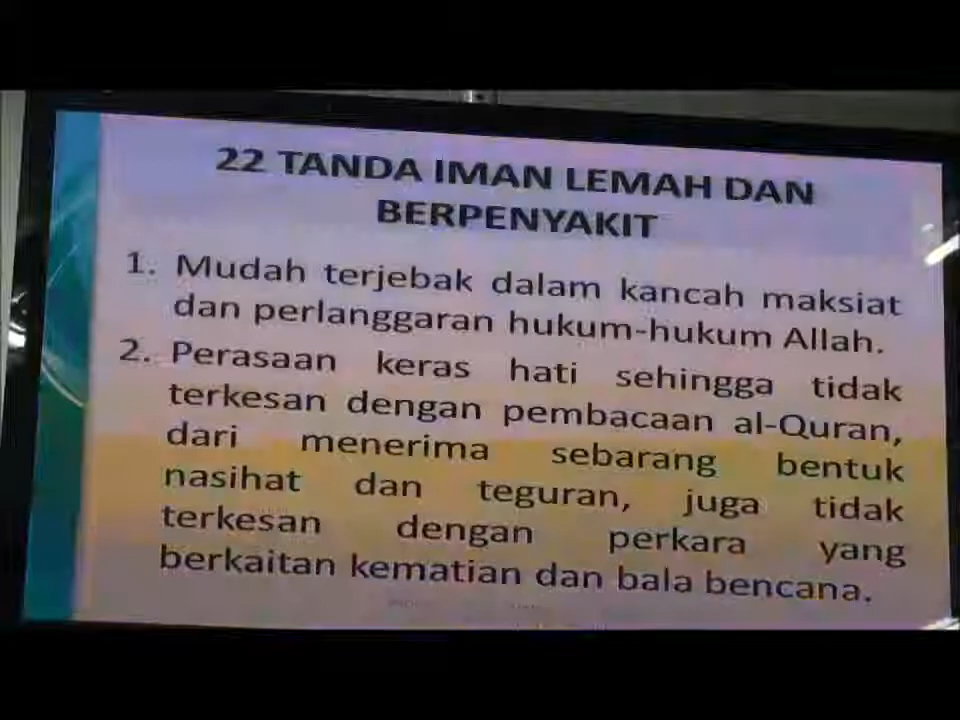 22 TANDA IMAN LEMAH DAN
BERPENYAKIT
1. Mudah terjebak dalam kancah maksiat
dan perlanggaran hukum-hukum Allah.
2. Perasaan keras hati sehingga tidak
terkesan dengan pembacaan al-Quran,
dari menerima sebarang bentuk
nasihat dan teguran, juga tidak
terkesan dengan perkara yang
berkaitan kematian dan bala bencana.